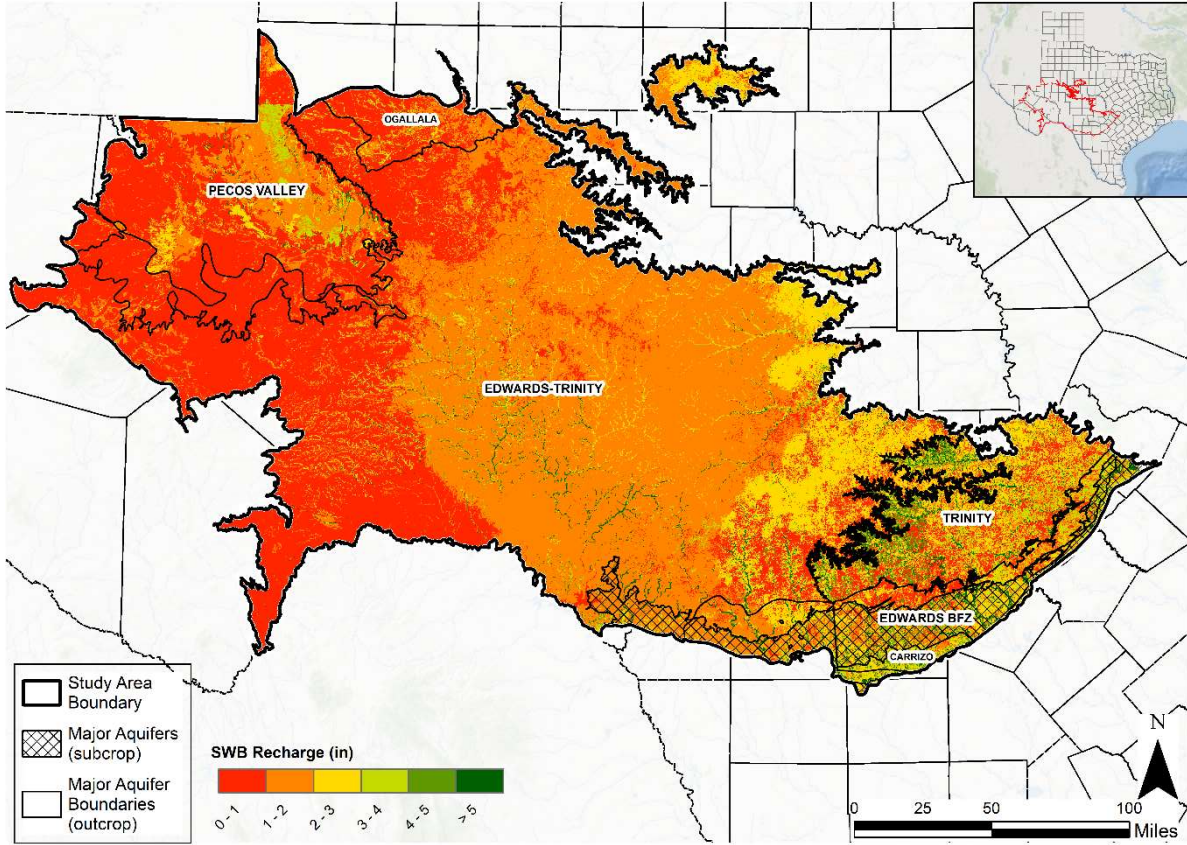 OGALLALA
PECOS VALLEY
EDWARDS-TRINITY
TRINITY
EDWARDS BFZ
CARRIZO
Study Area
Boundary
Major Aquifers
(subcrop)
Major Aquifer
Boundaries
(outcrop)
SWB Recharge (in)
0 - 1
1 - 2
2 - 3
3 - 4
4 - 5
> 5
N
0 25 50 100
Miles